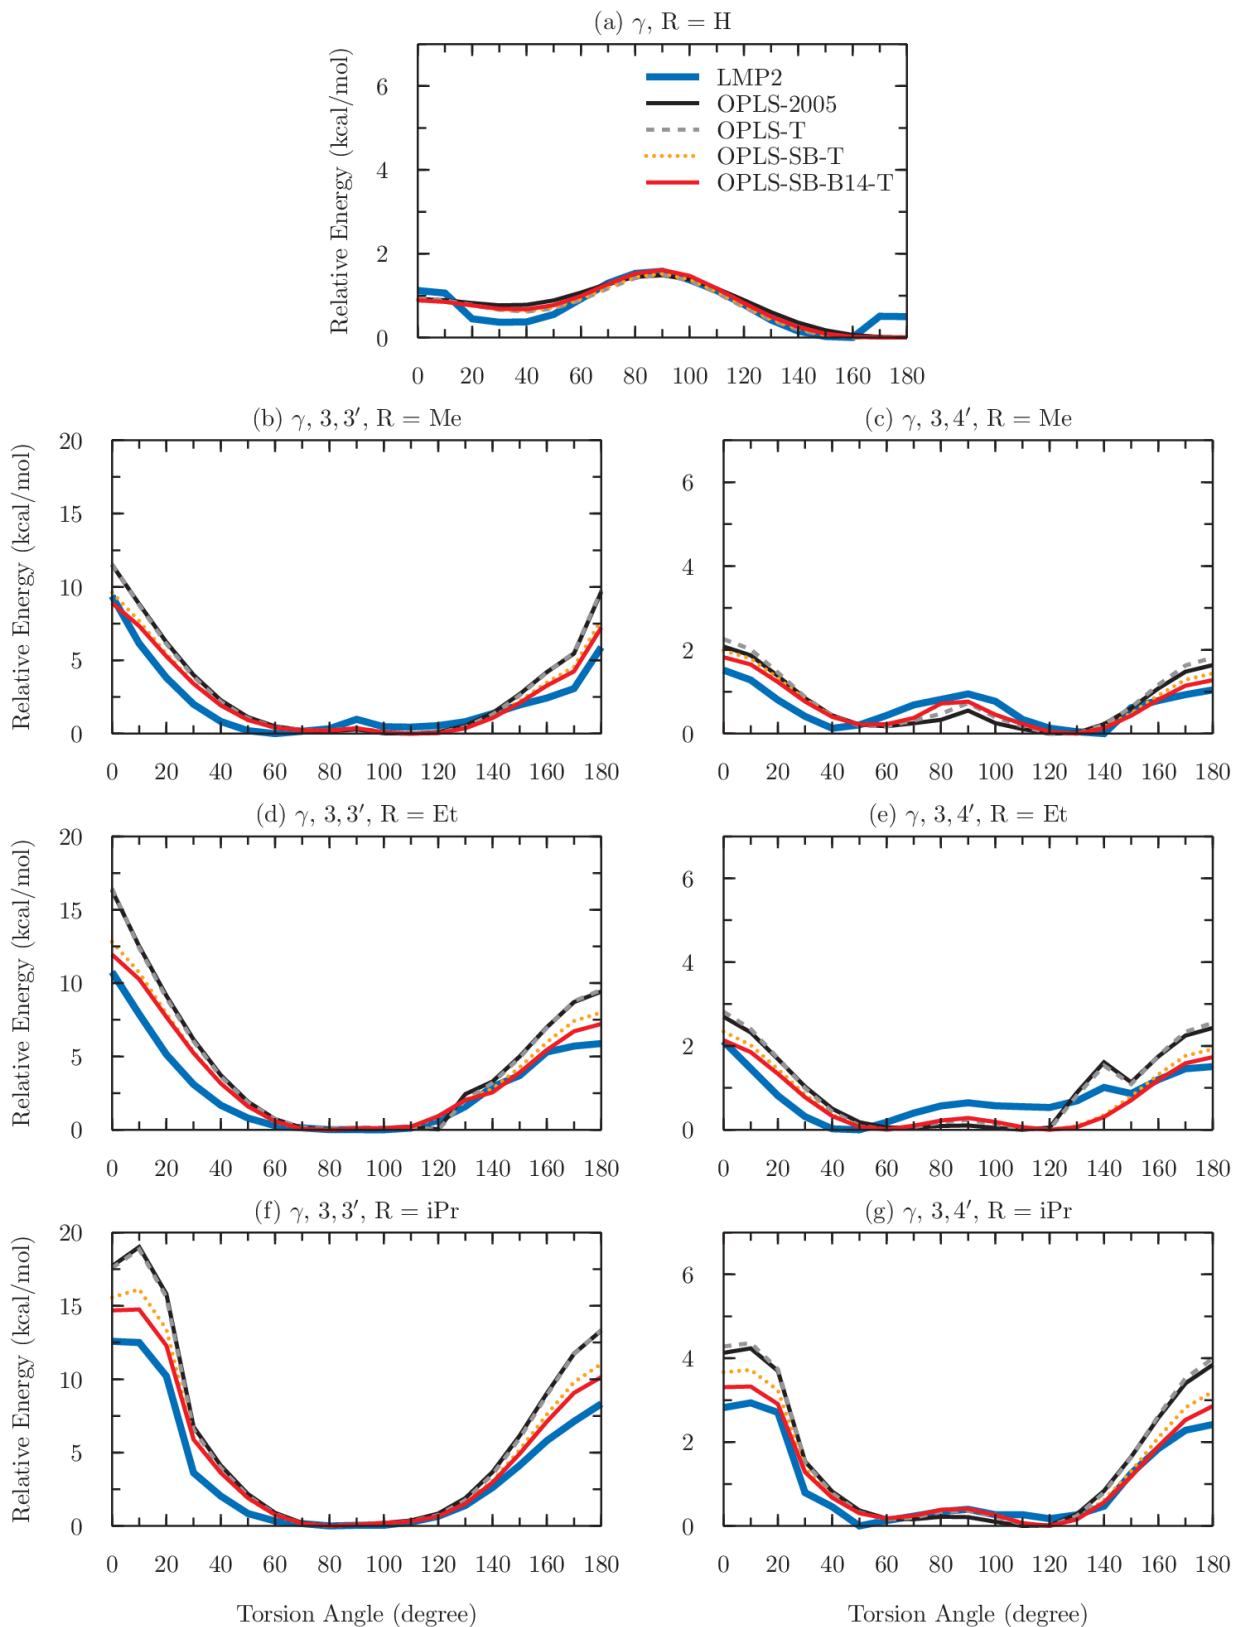 (a) γ, R = H
Relative Energy (kcal/mol)
6
4
2
0
LMP2
OPLS-2005
OPLS-T
OPLS-SB-T
OPLS-SB-B14-T
0 20 40 60 80 100 120 140 160 180
(b) γ, 3,3′, R = Me
Relative Energy (kcal/mol)
20
15
10
5
0
0 20 40 60 80 100 120 140 160 180
(c) γ, 3,4′, R = Me
6
4
2
0
0 20 40 60 80 100 120 140 160 180
(d) γ, 3,3′, R = Et
Relative Energy (kcal/mol)
20
15
10
5
0
0 20 40 60 80 100 120 140 160 180
(e) γ, 3,4′, R = Et
6
4
2
0
0 20 40 60 80 100 120 140 160 180
(f) γ, 3,3′, R = iPr
Relative Energy (kcal/mol)
20
15
10
5
0
0 20 40 60 80 100 120 140 160 180
Torsion Angle (degree)
(g) γ, 3,4′, R = iPr
6
4
2
0
0 20 40 60 80 100 120 140 160 180
Torsion Angle (degree)